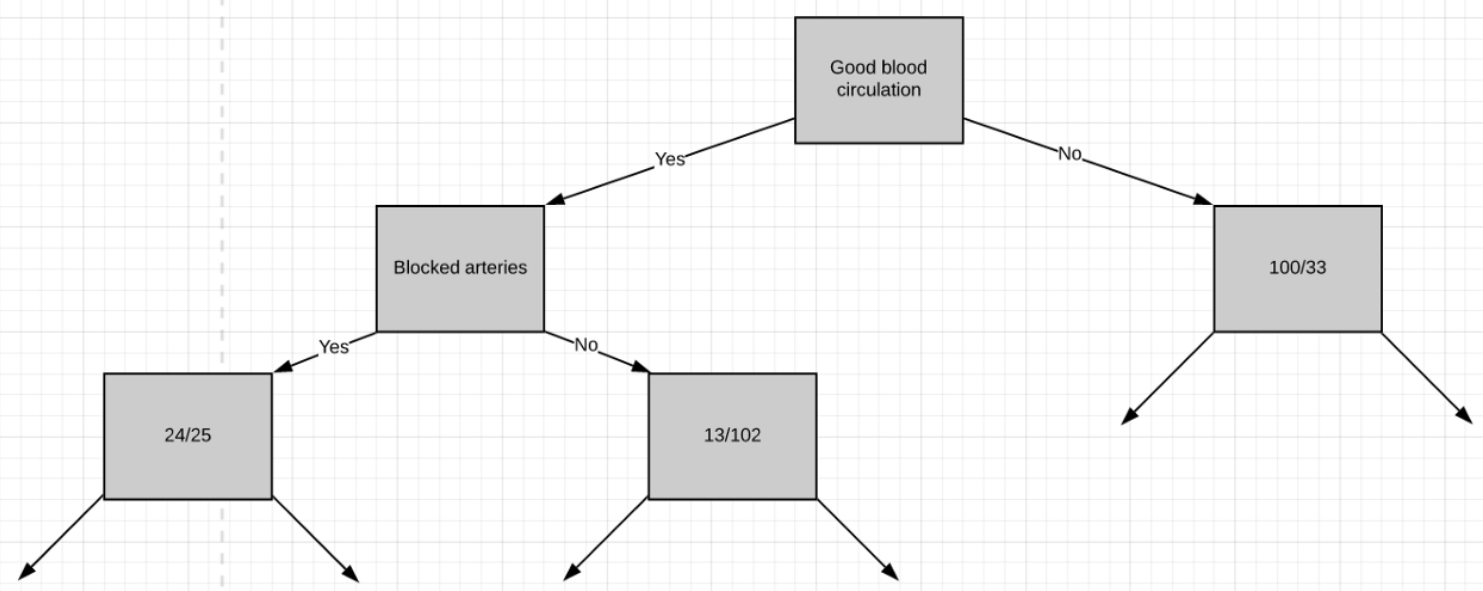 Good blood
circulation
Yes
No
Blocked arteries
100/33
Yes
No
24/25
13/102